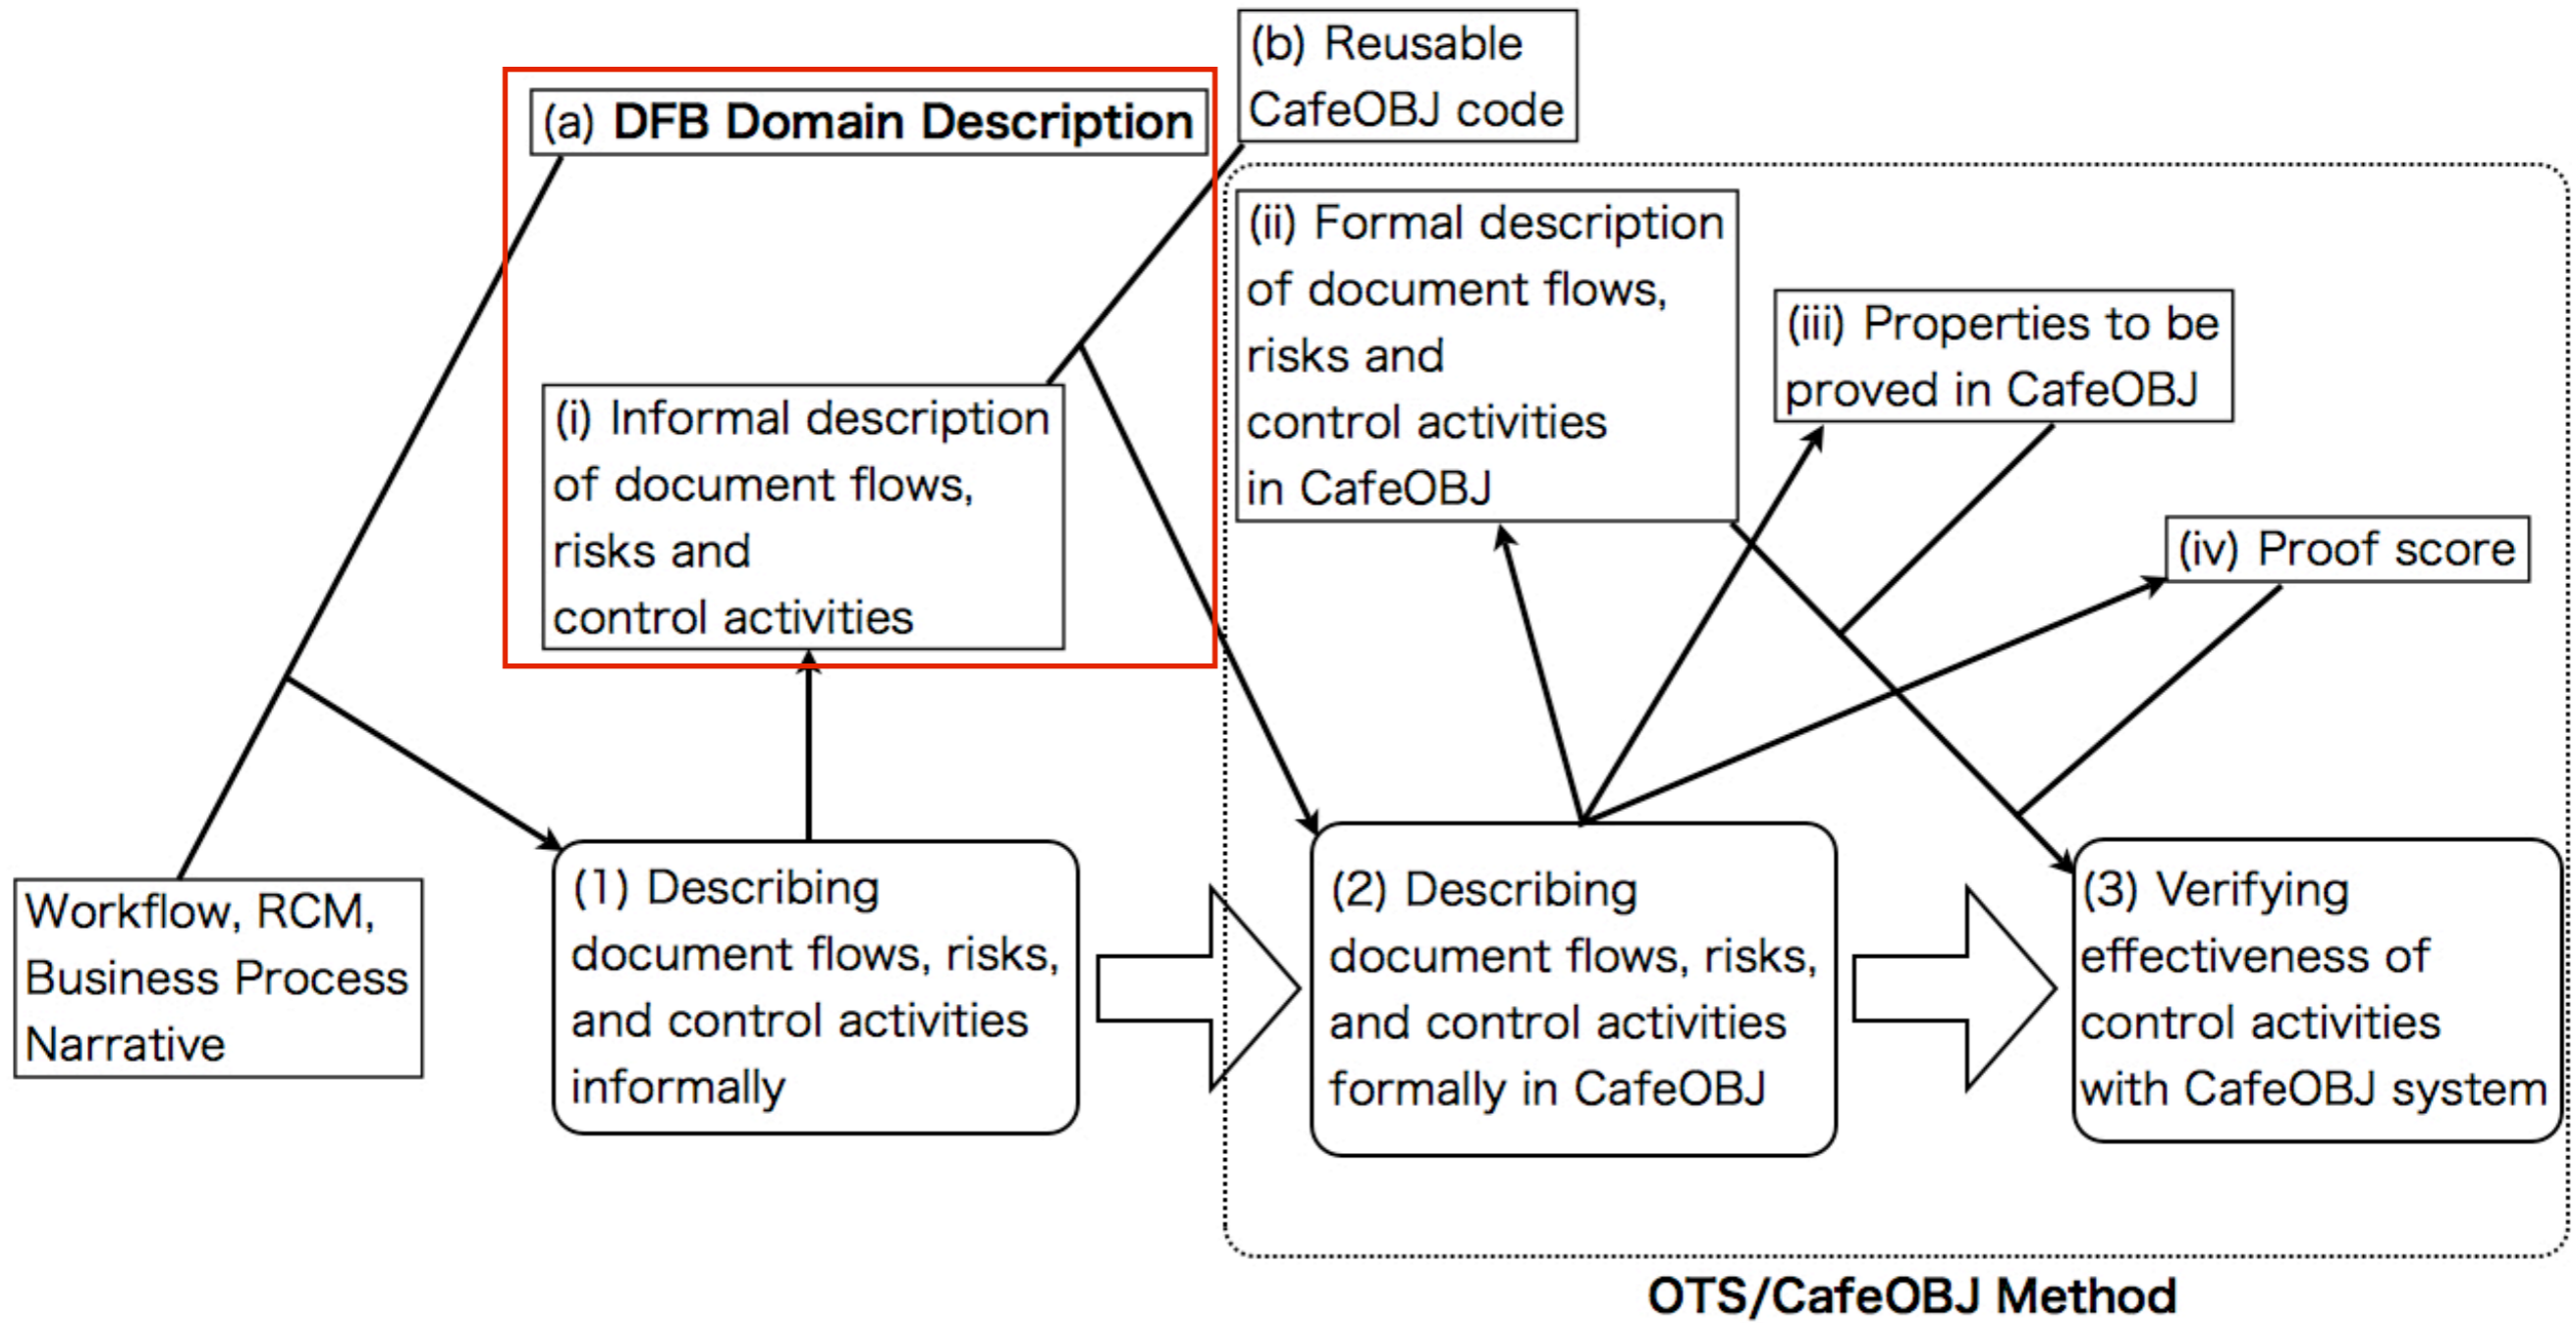 (b) Reusable
CafeOBJ code
(a) DFB Domain Description
(ii) Formal description
of document flows,
risks and
control activities
in CafeOBJ
(iii) Properties to be
proved in CafeOBJ
(i) Informal description
of document flows,
risks and
control activities
(iv) Proof score
Workflow, RCM,
Business Process
Narrative
(1) Describing
document flows, risks,
and control activities
informally
(2) Describing
document flows, risks,
and control activities
formally in CafeOBJ
(3) Verifying
effectiveness of
control activities
with CafeOBJ system
OTS/CafeOBJ Method